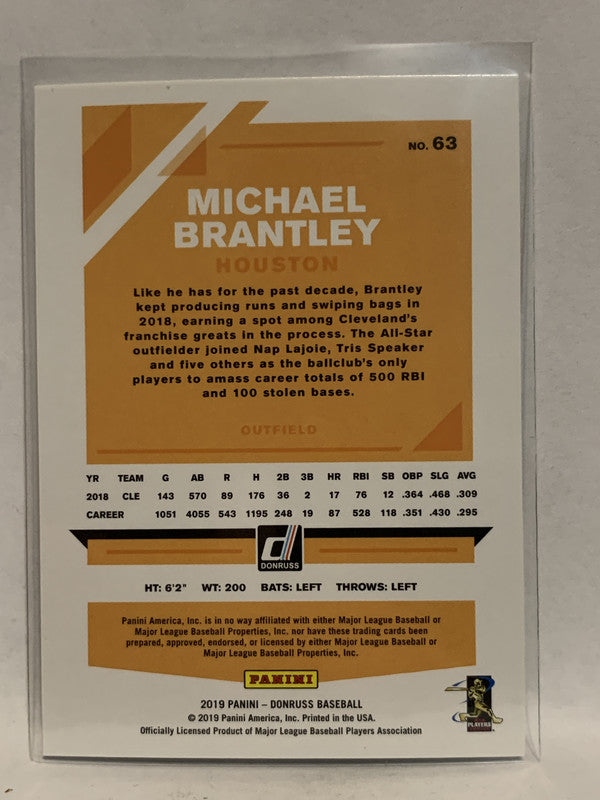 NO. 63
MICHAEL
BRANTLEY
HOUSTON
Like he has for the past decade, Brantley
kept producing runs and swiping bags in
2018, earning a spot among Cleveland's
franchise greats in the process. The All-Star
outfielder joined Nap Lajoie, Tris Speaker
and five others as the ballclub's only
players to amass career totals of 500 RBI
and 100 stolen bases.
OUTFIELD
YR TEAM G AB R H 2B 3B HR RBI SB OBP SLG AVG
2018 CLE 143 570 89 176 36 2 17 76 12 .364 .468 .309
CAREER 1051 4055 543 1195 248 19 87 528 118 .351 .430 .295
DONRUSS
HT: 6'2" WT: 200 BATS: LEFT THROWS: LEFT
Panini America, Inc. is in no way affiliated with either Major League Baseball or
Major League Baseball Properties, Inc. nor have these trading cards been
prepared, approved, endorsed, or licensed by either Major League Baseball or
Major League Baseball Properties, Inc.
PANINI
2019 PANINI – DONRUSS BASEBALL
© 2019 Panini America, Inc. Printed in the USA.
Officially Licensed Product of Major League Baseball Players Association
PLAYERS